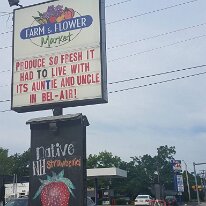 FARM & FLOWER
Market
PRODUCE SO FRESH IT
HAD TO LIVE WITH
ITS AUNTIE AND UNCLE
IN BEL-AIR!
Native
NH Strawberries